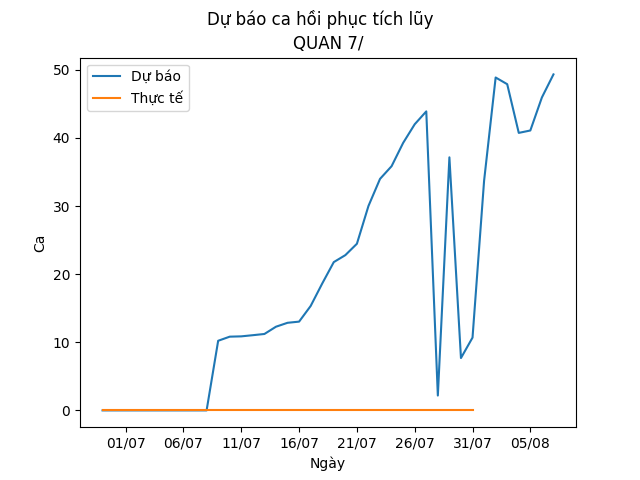 Dự báo ca hồi phục tích lũy
QUAN 7/
Dự báo
Thực tế
50
40
30
20
10
0
Ca
01/07 06/07 11/07 16/07 21/07 26/07 31/07 05/08
Ngày